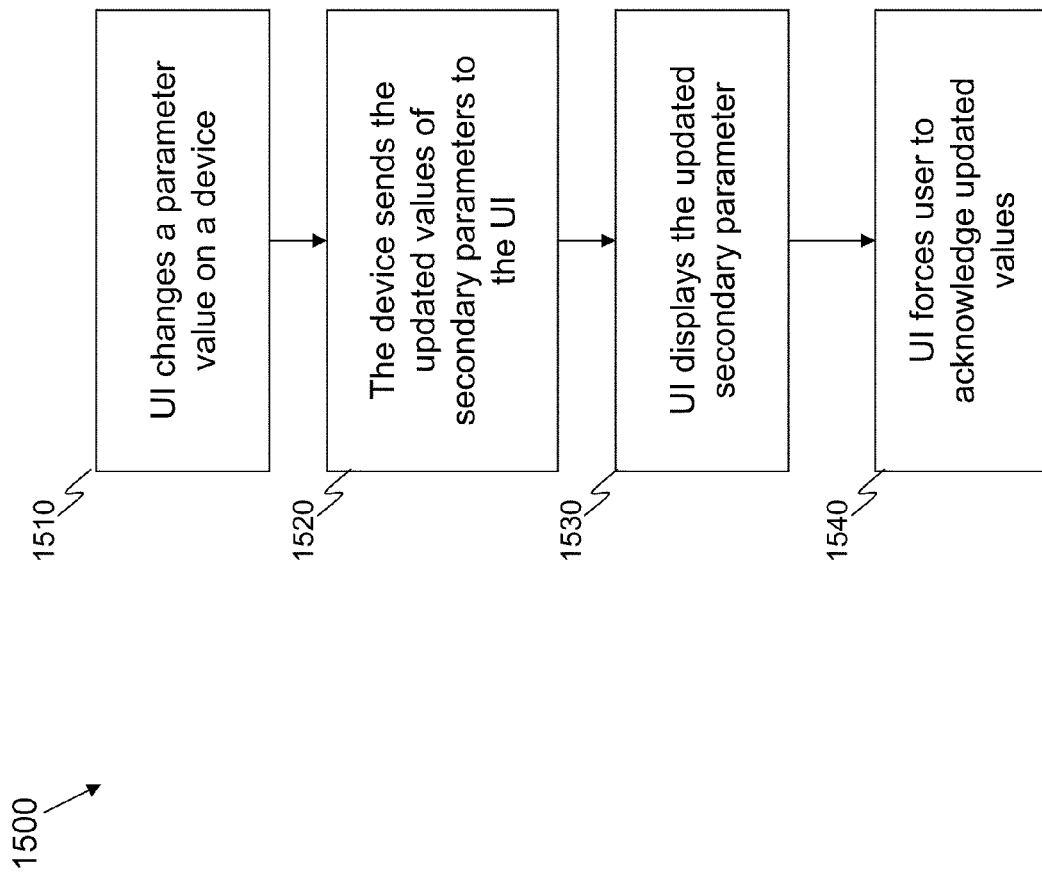 1500
1510
UI changes a parameter
value on a device
1520
The device sends the
updated values of
secondary parameters to
the UI
1530
UI displays the updated
secondary parameter
1540
UI forces user to
acknowledge updated
values